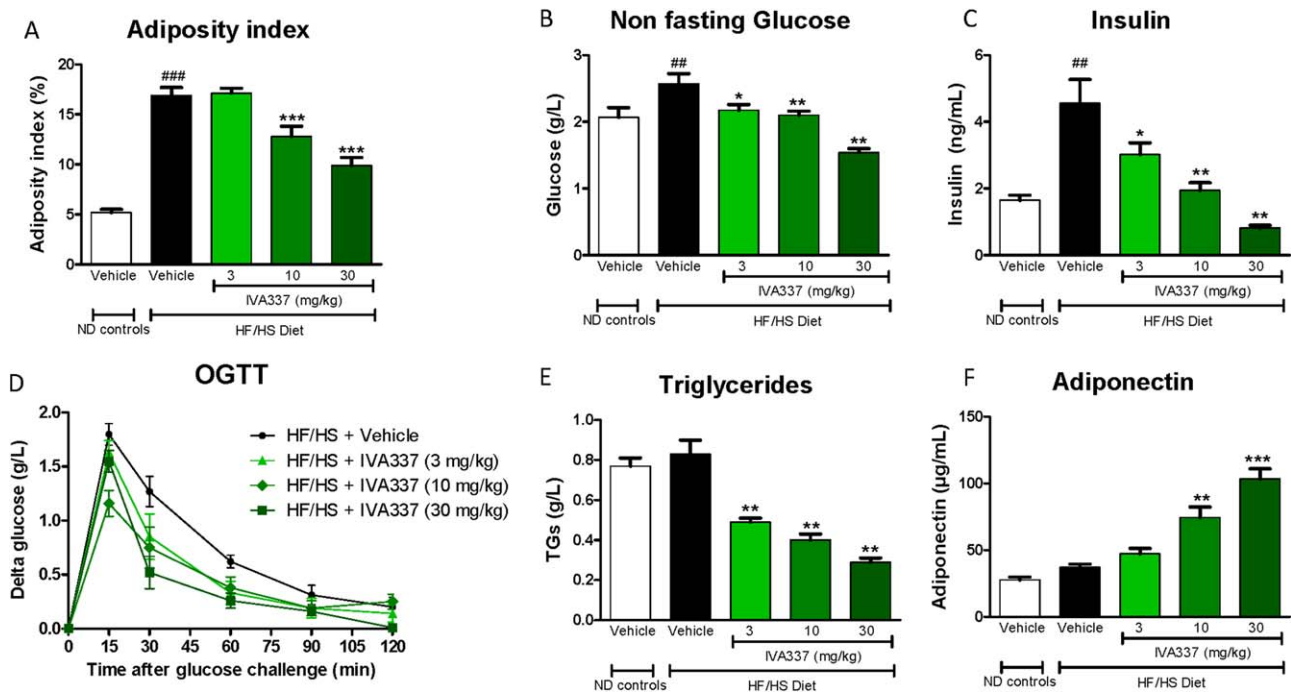 A
Adiposity index
Adiposity index (%)
20
15
10
5
0
###
***
***
Vehicle Vehicle 3 10 30
IVA337 (mg/kg)
ND controls HF/HS Diet
B
Non fasting Glucose
Glucose (g/L)
3
2
1
0
##
*
**
**
Vehicle Vehicle 3 10 30
IVA337 (mg/kg)
ND controls HF/HS Diet
C
Insulin
Insulin (ng/mL)
6
4
2
0
##
*
**
**
Vehicle Vehicle 3 10 30
IVA337 (mg/kg)
ND controls HF/HS Diet
D
OGTT
Delta glucose (g/L)
2.0
1.5
1.0
0.5
0.0
HF/HS + Vehicle
HF/HS + IVA337 (3 mg/kg)
HF/HS + IVA337 (10 mg/kg)
HF/HS + IVA337 (30 mg/kg)
0 15 30 45 60 75 90 105 120
Time after glucose challenge (min)
E
Triglycerides
TGs (g/L)
1.0
0.8
0.6
0.4
0.2
0.0
**
**
**
Vehicle Vehicle 3 10 30
IVA337 (mg/kg)
ND controls HF/HS Diet
F
Adiponectin
Adiponectin (µg/mL)
150
100
50
0
**
***
Vehicle Vehicle 3 10 30
IVA337 (mg/kg)
ND controls HF/HS Diet